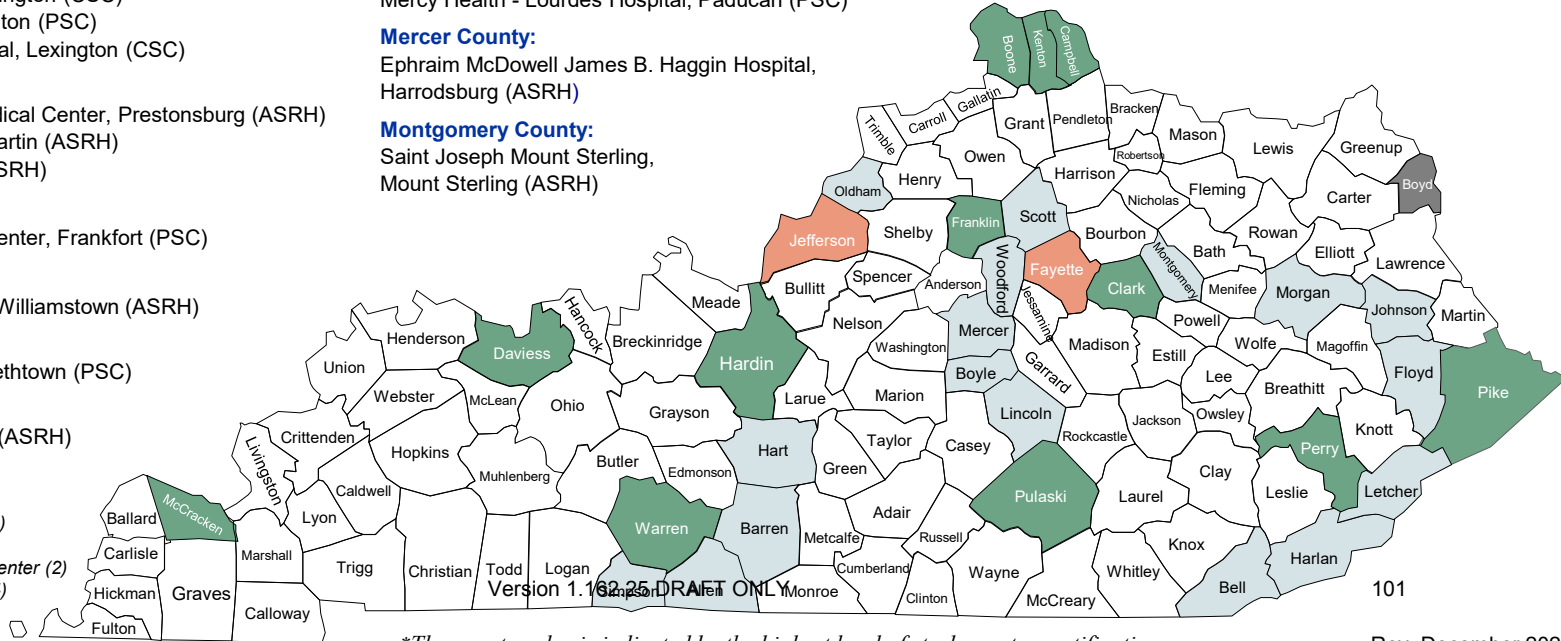 ington (CSC)
ton (PSC)
al, Lexington (CSC)
dical Center, Prestonsburg (ASRH)
artin (ASRH)
SRH)
enter, Frankfort (PSC)
Williamstown (ASRH)
ethtown (PSC)
(ASRH)
)
enter (2)
Mercy Health - Lourdes Hospital, Paducah (PSC)
Mercer County:
Ephraim McDowell James B. Haggin Hospital,
Harrodsburg (ASRH)
Montgomery County:
Saint Joseph Mount Sterling,
Mount Sterling (ASRH)
Boone
Kenton
Campbell
Gallatin
Carroll
Trimble
Grant
Pendleton
Bracken
Mason
Robertson
Lewis
Greenup
Boyd
Carter
Owen
Henry
Oldham
Harrison
Nicholas
Fleming
Rowan
Elliott
Lawrence
Jefferson
Shelby
Franklin
Scott
Bourbon
Bath
Montgomery
Menifee
Morgan
Johnson
Martin
Spencer
Bullitt
Anderson
Woodford
Fayette
Clark
Powell
Wolfe
Magoffin
Floyd
Pike
Meade
Nelson
Washington
Mercer
Jessamine
Madison
Estill
Lee
Breathitt
Knott
Hancock
Breckinridge
Hardin
Larue
Marion
Boyle
Garrard
Lincoln
Rockcastle
Jackson
Owsley
Perry
Letcher
Henderson
Daviess
Union
Webster
McLean
Ohio
Grayson
Hart
Green
Taylor
Casey
Pulaski
Laurel
Clay
Leslie
Harlan
Crittenden
Livingston
Hopkins
Muhlenberg
Butler
Edmonson
Warren
Barren
Metcalfe
Adair
Russell
Wayne
McCreary
Whitley
Knox
Bell
Caldwell
Lyon
McCracken
Ballard
Carlisle
Hickman
Fulton
Graves
Marshall
Calloway
Trigg
Christian
Todd
Logan
Simpson
Allen
Monroe
Cumberland
Clinton
Version 1.162.25 DRAFT ONLY
101